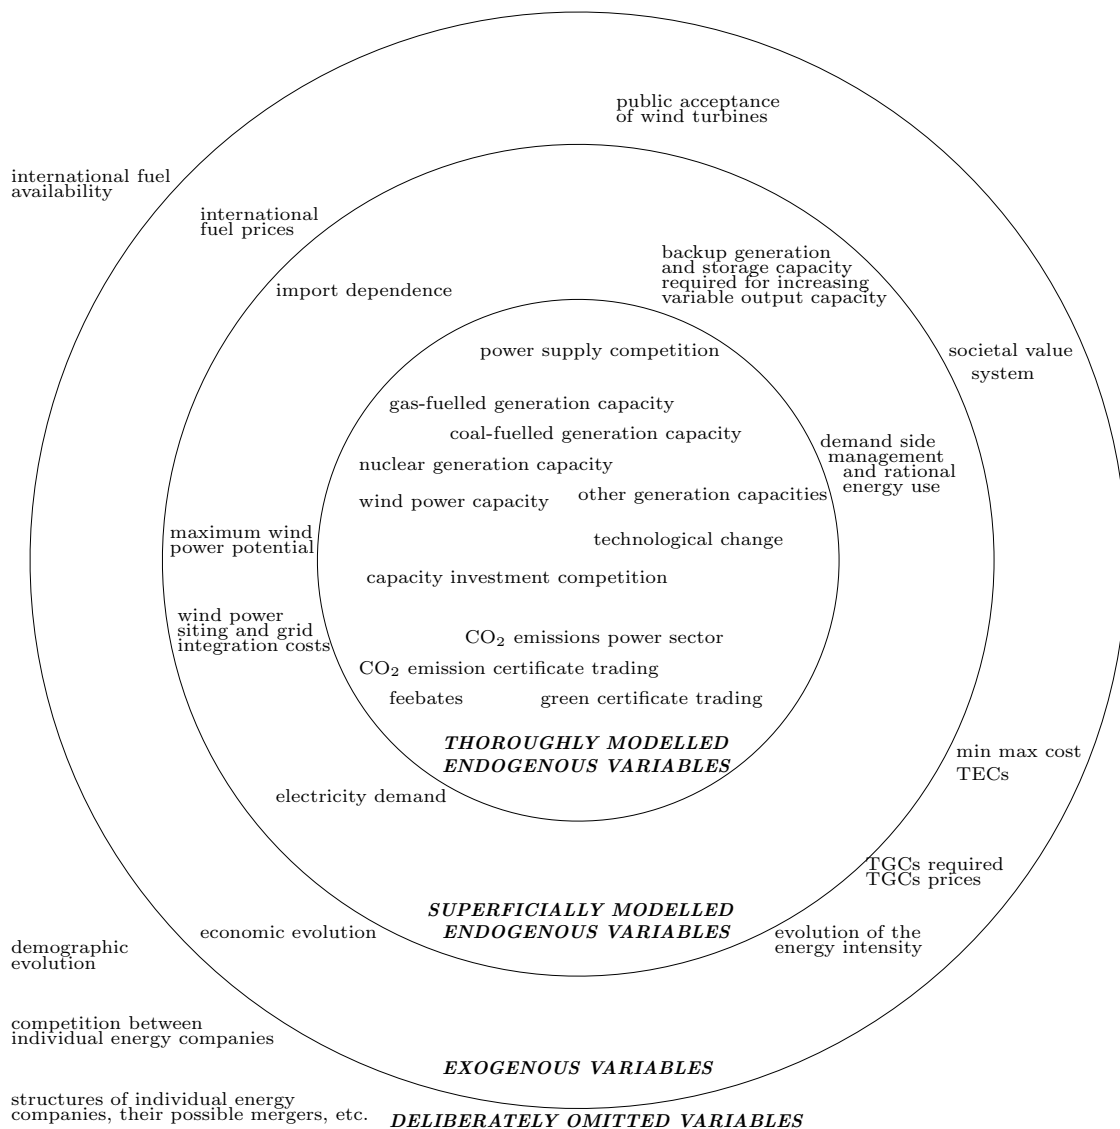 public acceptance
of wind turbines
international fuel
availability
international
fuel prices
backup generation
and storage capacity
required for increasing
variable output capacity
import dependence
power supply competition
societal value
system
gas-fuelled generation capacity
coal-fuelled generation capacity
demand side
management
and rational
energy use
nuclear generation capacity
wind power capacity
other generation capacities
maximum wind
power potential
technological change
capacity investment competition
wind power
siting and grid
integration costs
CO₂ emissions power sector
CO₂ emission certificate trading
feebates
green certificate trading
THOROUGHLY MODELLED
ENDOGENOUS VARIABLES
min max cost
TECs
electricity demand
TGCs required
TGCs prices
SUPERFICIALLY MODELLED
ENDOGENOUS VARIABLES
economic evolution
evolution of the
energy intensity
demographic
evolution
competition between
individual energy companies
EXOGENOUS VARIABLES
structures of individual energy
companies, their possible mergers, etc.
DELIBERATELY OMITTED VARIABLES